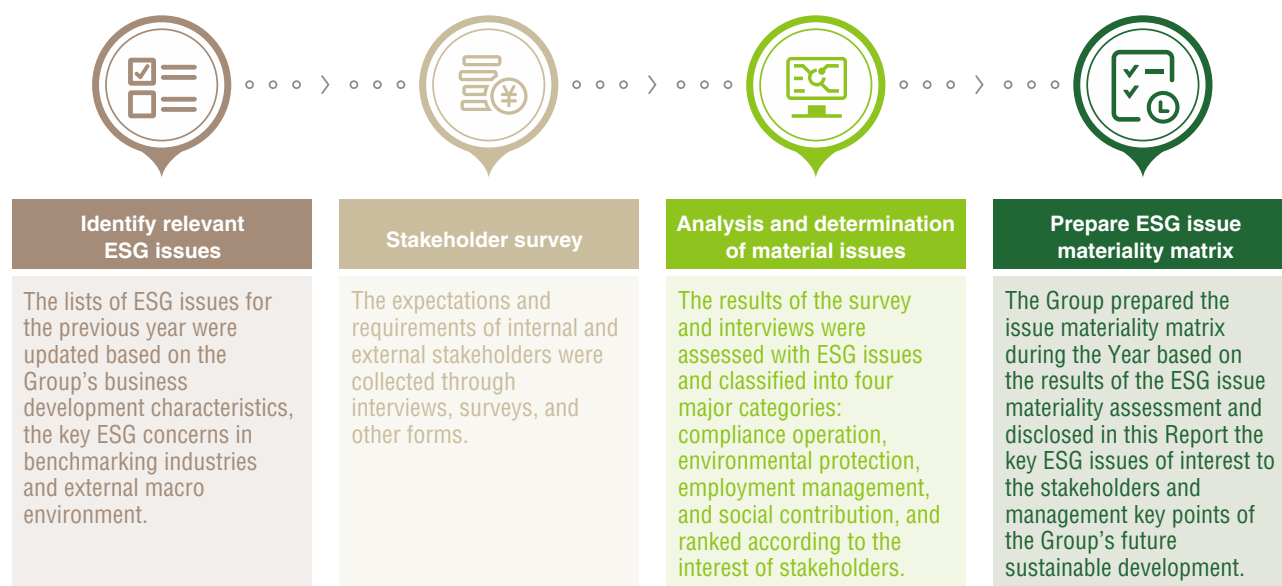 Identify relevant
ESG issues
The lists of ESG issues for
the previous year were
updated based on the
Group's business
development characteristics,
the key ESG concerns in
benchmarking industries
and external macro
environment.
¥
Stakeholder survey
The expectations and
requirements of internal and
external stakeholders were
collected through
interviews, surveys, and
other forms.
Analysis and determination
of material issues
The results of the survey
and interviews were
assessed with ESG issues
and classified into four
major categories:
compliance operation,
environmental protection,
employment management,
and social contribution, and
ranked according to the
interest of stakeholders.
Prepare ESG issue
materiality matrix
The Group prepared the
issue materiality matrix
during the Year based on
the results of the ESG issue
materiality assessment and
disclosed in this Report the
key ESG issues of interest to
the stakeholders and
management key points of
the Group's future
sustainable development.